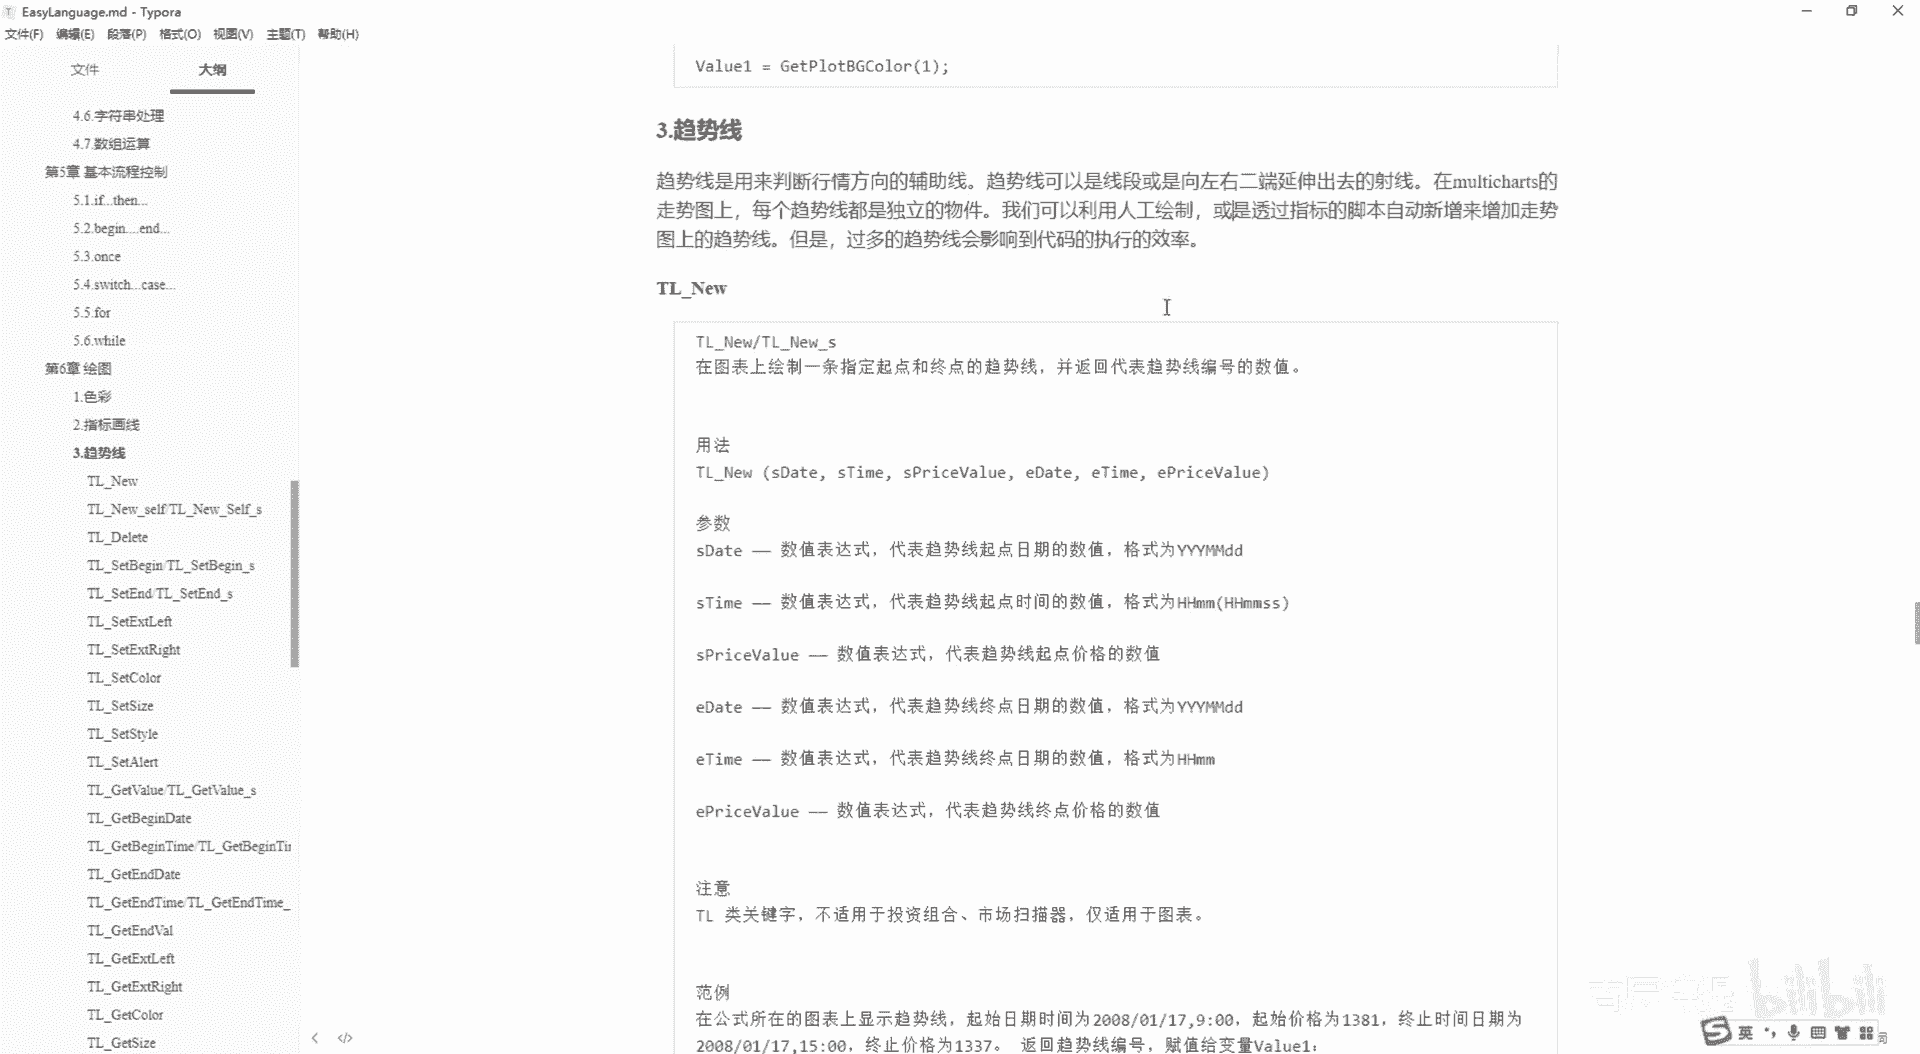 EasyLanguage.md - Typora
文件(F) 编辑(E) 段落(P) 格式(O) 视图(V) 主题(T) 帮助(H)
文件 大纲
4.6.字符串处理
4.7.数组运算
第5章 基本流程控制
5.1.if...then...
5.2.begin....end...
5.3.once
5.4.switch...case...
5.5.for
5.6.while
第6章 绘图
1.色彩
2.指标画线
3.趋势线
TL_New
TL_New_self/TL_New_Self_s
TL_Delete
TL_SetBegin/TL_SetBegin_s
TL_SetEnd/TL_SetEnd_s
TL_SetExtLeft
TL_SetExtRight
TL_SetColor
TL_SetSize
TL_SetStyle
TL_SetAlert
TL_GetValue/TL_GetValue_s
TL_GetBeginDate
TL_GetBeginTime/TL_GetBeginTi
TL_GetEndDate
TL_GetEndTime/TL_GetEndTime_
TL_GetEndVal
TL_GetExtLeft
TL_GetExtRight
TL_GetColor
TL_GetSize
Value1 = GetPlotBGColor(1);
3.趋势线
趋势线是用来判断行情方向的辅助线。趋势线可以是线段或是向左右二端延伸出去的射线。在multicharts的
走势图上，每个趋势线都是独立的物件。我们可以利用人工绘制，或是透过指标的脚本自动新增来增加走势
图上的趋势线。但是，过多的趋势线会影响到代码的执行的效率。
TL_New
TL_New/TL_New_s
在图表上绘制一条指定起点和终点的趋势线，并返回代表趋势线编号的数值。
用法
TL_New (sDate, sTime, sPriceValue, eDate, eTime, ePriceValue)
参数
sDate —— 数值表达式，代表趋势线起点日期的数值，格式为YYYMMdd
sTime —— 数值表达式，代表趋势线起点时间的数值，格式为HHmm(HHmmss)
sPriceValue —— 数值表达式，代表趋势线起点价格的数值
eDate —— 数值表达式，代表趋势线终点日期的数值，格式为YYYMMdd
eTime —— 数值表达式，代表趋势线终点日期的数值，格式为HHmm
ePriceValue —— 数值表达式，代表趋势线终点价格的数值
注意
TL 类关键字，不适用于投资组合、市场扫描器，仅适用于图表。
范例
在公式所在的图表上显示趋势线，起始日期时间为2008/01/17,9:00，起始价格为1381，终止时间日期为
2008/01/17,15:00，终止价格为1337。 返回趋势线编号，赋值给变量Value1：
bilibili
英